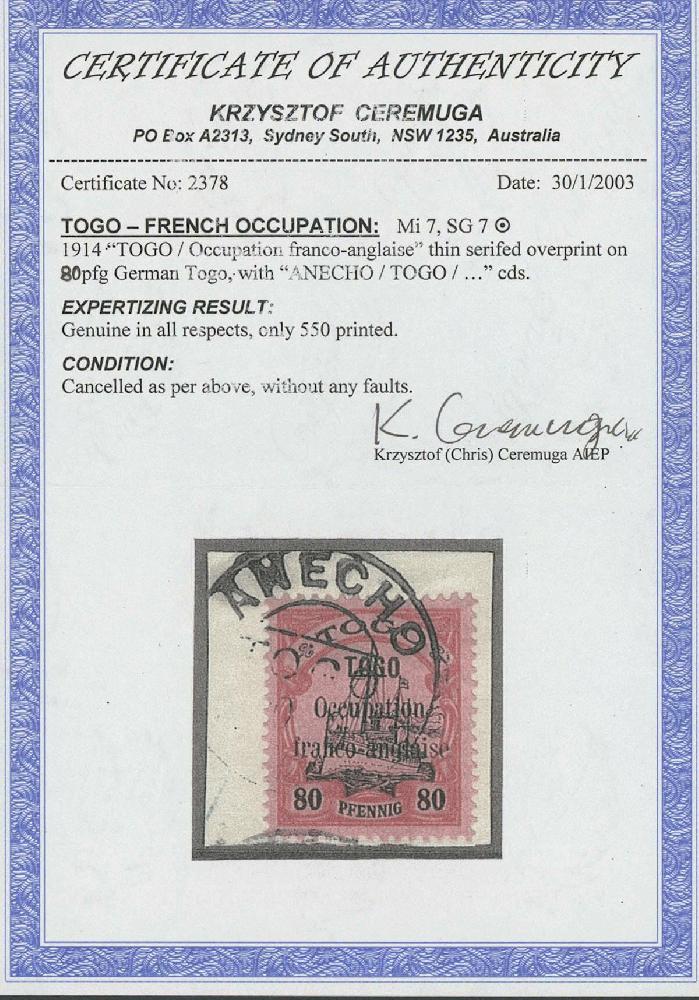 CERTIFICATE OF AUTHENTICITY
KRZYSZTOF CEREMUGA
PO Box A2313, Sydney South, NSW 1235, Australia
Certificate No: 2378 Date: 30/1/2003
TOGO – FRENCH OCCUPATION: Mi 7, SG 7 ⊙
1914 "TOGO / Occupation franco-anglaise" thin serifed overprint on
80pfg German Togo, with "ANECHO / TOGO / ..." cds.
EXPERTIZING RESULT:
Genuine in all respects, only 550 printed.
CONDITION:
Cancelled as per above, without any faults.
K. Ceremuga
Krzysztof (Chris) Ceremuga AIEP
ANECHO
TOGO
TOGO
Occupation
franco-anglaise
80 PFENNIG 80